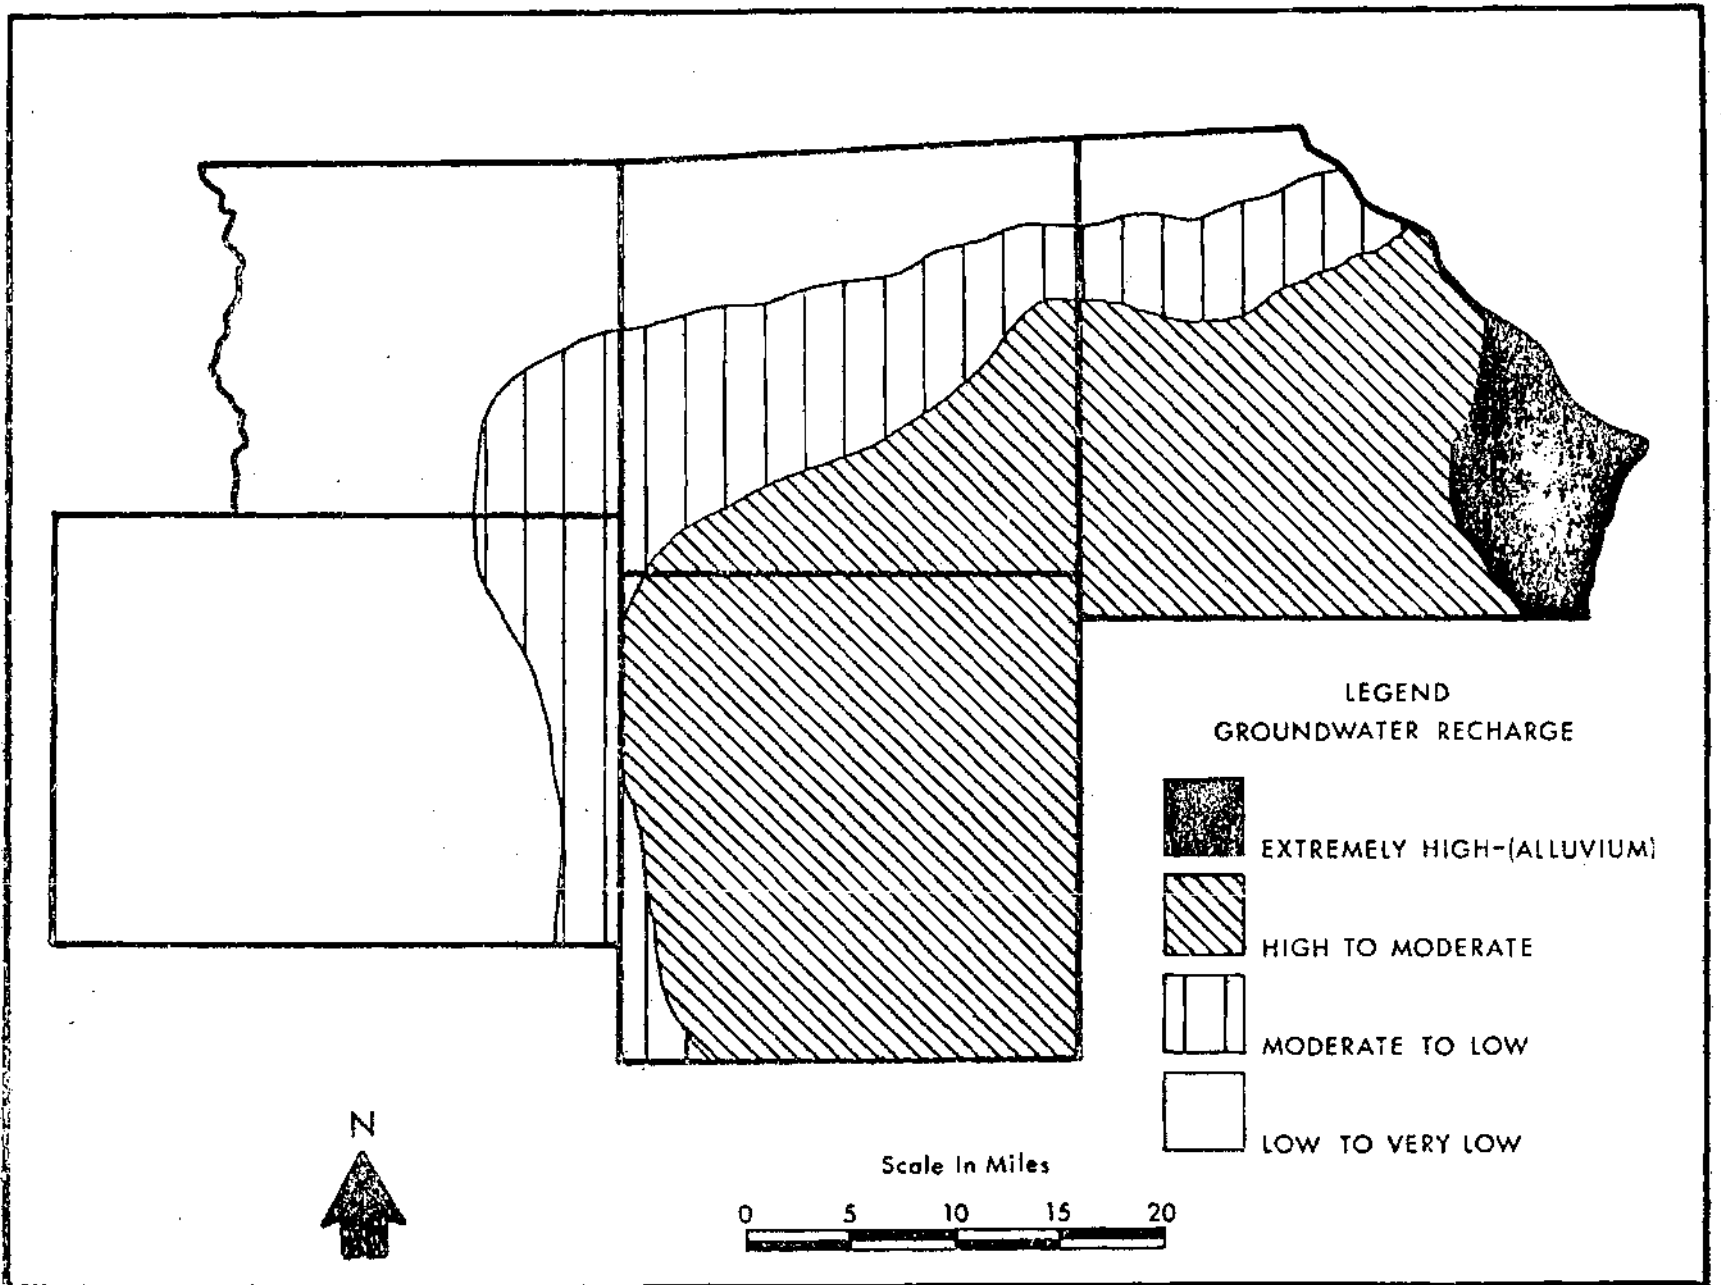 LEGEND
GROUNDWATER RECHARGE
EXTREMELY HIGH-(ALLUVIUM)
HIGH TO MODERATE
MODERATE TO LOW
LOW TO VERY LOW
N
Scale In Miles
0 5 10 15 20